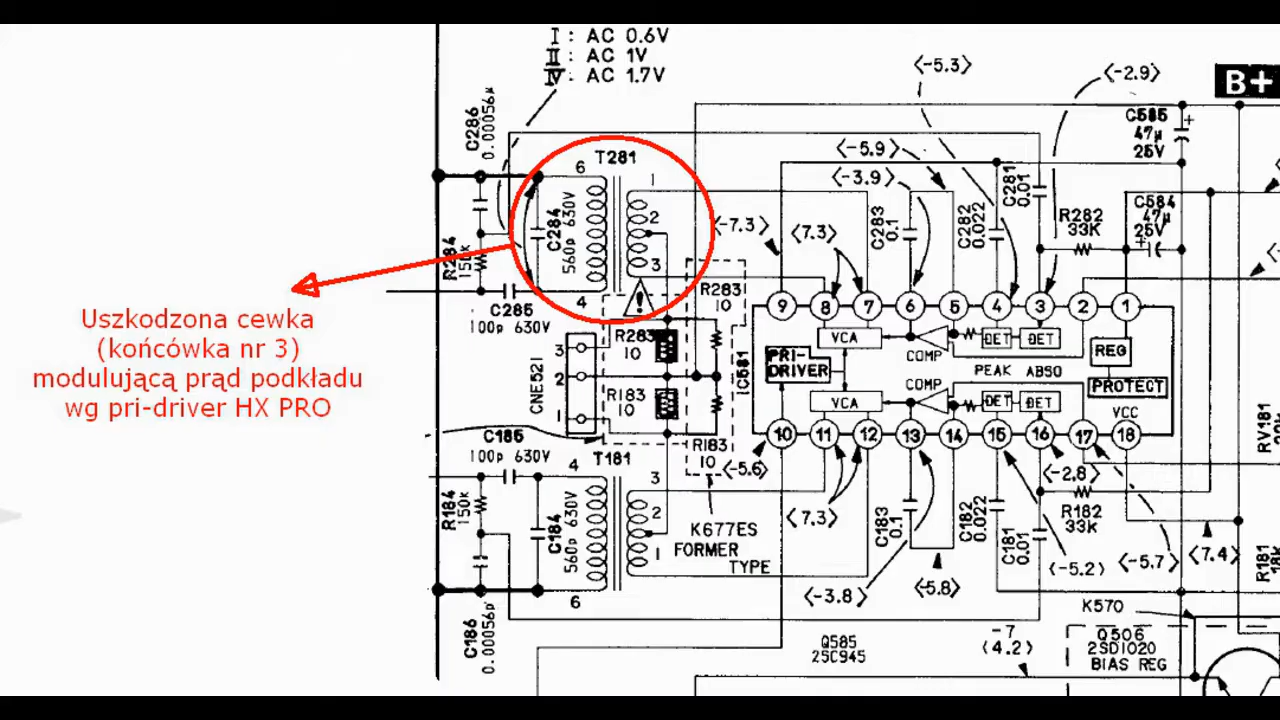 I : AC 0.6V
II : AC 1V
IV : AC 1.7V
<-5.3>
<-2.9>
B+
C286
0.00056µ
C585
47µ
25V
T281
6
1
<-5.9>
<-3.9>
C281
0.01
2
C284
560p 630V
<-7.3>
<7.3>
C283
0.1
C282
0.022
R282
33K
C584
47µ
25V
R284
150k
3
4
R283
10
C285
100p 630V
9
8
7
6
5
4
3
2
1
Uszkodzona cewka
(końcówka nr 3)
modulującą prąd podkładu
wg pri-driver HX PRO
CNE521
3
2
1
R283
10
R183
10
R183
10
IC581
VCA
COMP
DET
DET
PRI-
DRIVER
PEAK ABSO
REG
PROTECT
COMP
VCA
DET
DET
VCC
10
11
12
13
14
15
16
17
18
RV181
C185
100p 630V
T181
4
3
<-5.6>
<-2.8>
R184
150k
C184
560p 630V
2
1
<7.3>
C183
0.1
C182
0.022
C181
0.01
R182
33K
K677ES
FORMER
TYPE
<-5.2>
<-5.7>
<7.4>
R181
18k
6
<-3.8>
<-5.8>
C186
0.00056µ
K570
Q585
2SC945
-7
(4.2)
Q506
2SD1020
BIAS REG